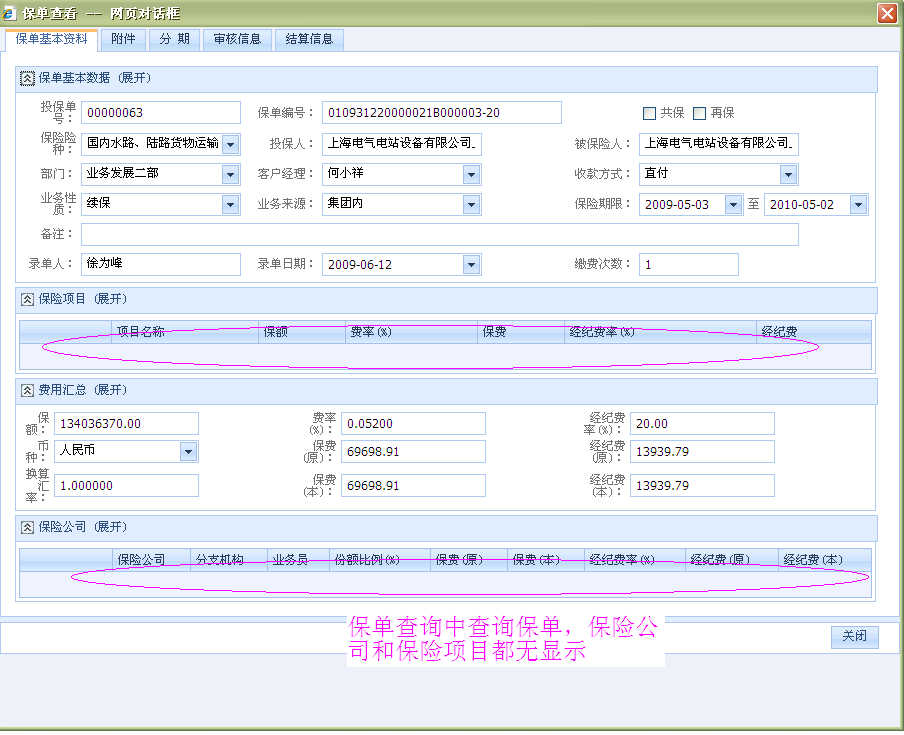 保单查看 -- 网页对话框
保单基本资料 附件 分 期 审核信息 结算信息
保单基本数据 (展开)
投保单号： 00000063 保单编号： 010931220000021B000003-20 共保 再保
保险险种： 国内水路、陆路货物运输 投保人： 上海电气电站设备有限公司. 被保险人： 上海电气电站设备有限公司.
部门： 业务发展二部 客户经理： 何小祥 收款方式： 直付
业务性质： 续保 业务来源： 集团内 保险期限： 2009-05-03 至 2010-05-02
备注：
录单人： 徐为峰 录单日期： 2009-06-12 缴费次数： 1
保险项目 (展开)
项目名称 保额 费率(%) 保费 经纪费率(%) 经纪费
费用汇总 (展开)
保额： 134036370.00 费率(%)： 0.05200 经纪费率(%)： 20.00
币种： 人民币 保费(原)： 69698.91 经纪费(原)： 13939.79
换算汇率： 1.000000 保费(本)： 69698.91 经纪费(本)： 13939.79
保险公司 (展开)
保险公司 分支机构 业务员 份额比例(%) 保费(原) 保费(本) 经纪费率(%) 经纪费(原) 经纪费(本)
保单查询中查询保单，保险公
司和保险项目都无显示
关闭